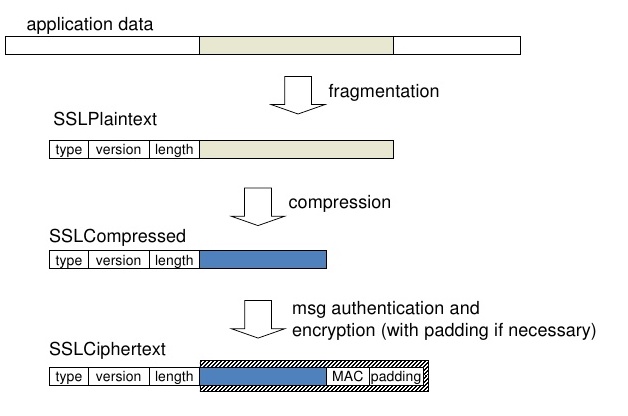 application data
fragmentation
SSLPlaintext
type version length
compression
SSLCompressed
type version length
msg authentication and
encryption (with padding if necessary)
SSLCiphertext
type version length MAC padding